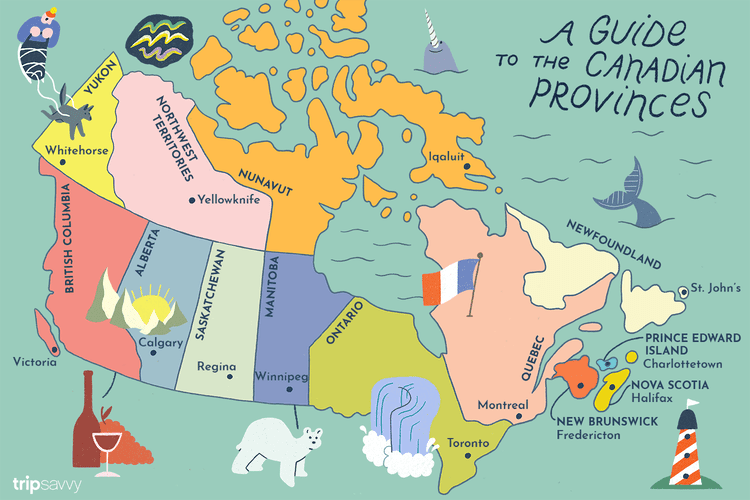 A GUIDE
TO THE CANADIAN
PROVINCES
YUKON
Whitehorse
NORTHWEST
TERRITORIES
Yellowknife
NUNAVUT
Iqaluit
BRITISH COLUMBIA
Victoria
ALBERTA
Calgary
SASKATCHEWAN
Regina
MANITOBA
Winnipeg
ONTARIO
Toronto
QUEBEC
Montreal
NEWFOUNDLAND
St. John's
PRINCE EDWARD
ISLAND
Charlottetown
NOVA SCOTIA
Halifax
NEW BRUNSWICK
Fredericton
tripsavvy